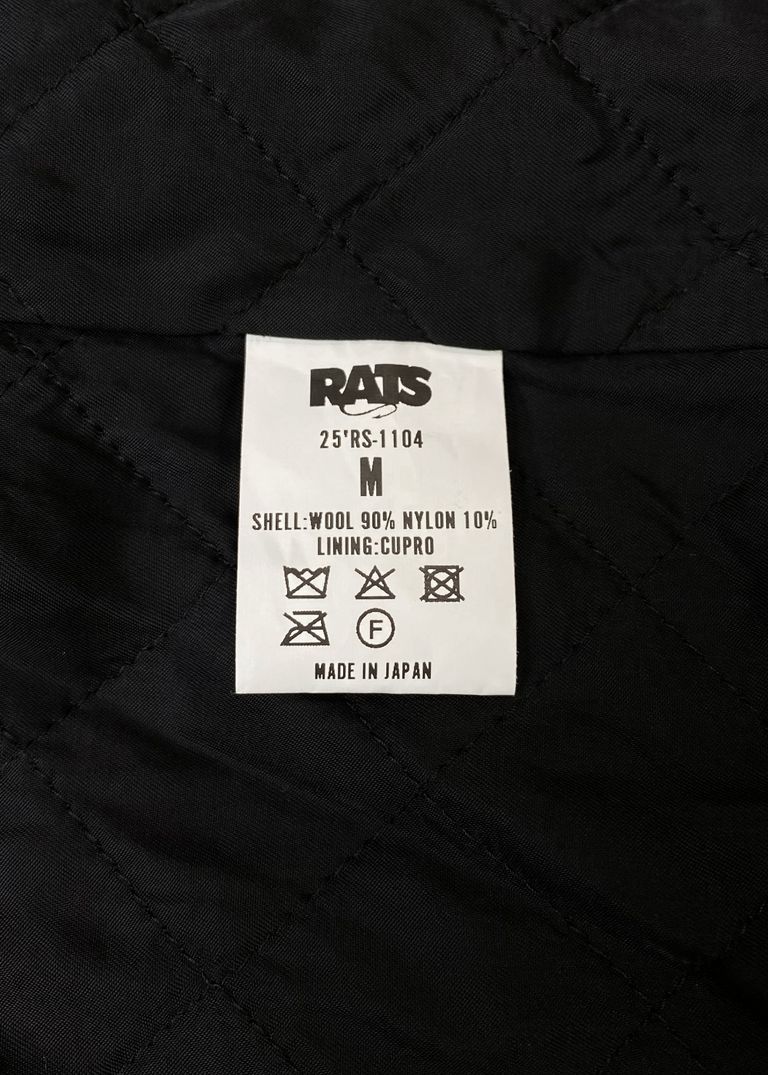 RATS
25'RS-1104
M
SHELL:WOOL 90% NYLON 10%
LINING:CUPRO
F
MADE IN JAPAN